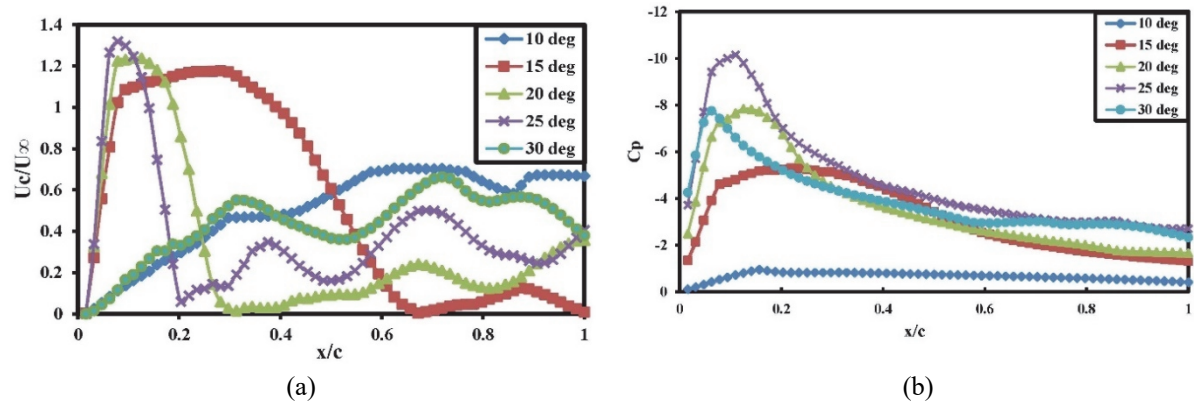 1.4
1.2
1
0.8
0.6
0.4
0.2
0
Uc/U∞
0 0.2 0.4 0.6 0.8 1
x/c
10 deg
15 deg
20 deg
25 deg
30 deg
(a)
-12
-10
-8
-6
-4
-2
0
Cp
0 0.2 0.4 0.6 0.8 1
x/c
10 deg
15 deg
20 deg
25 deg
30 deg
(b)